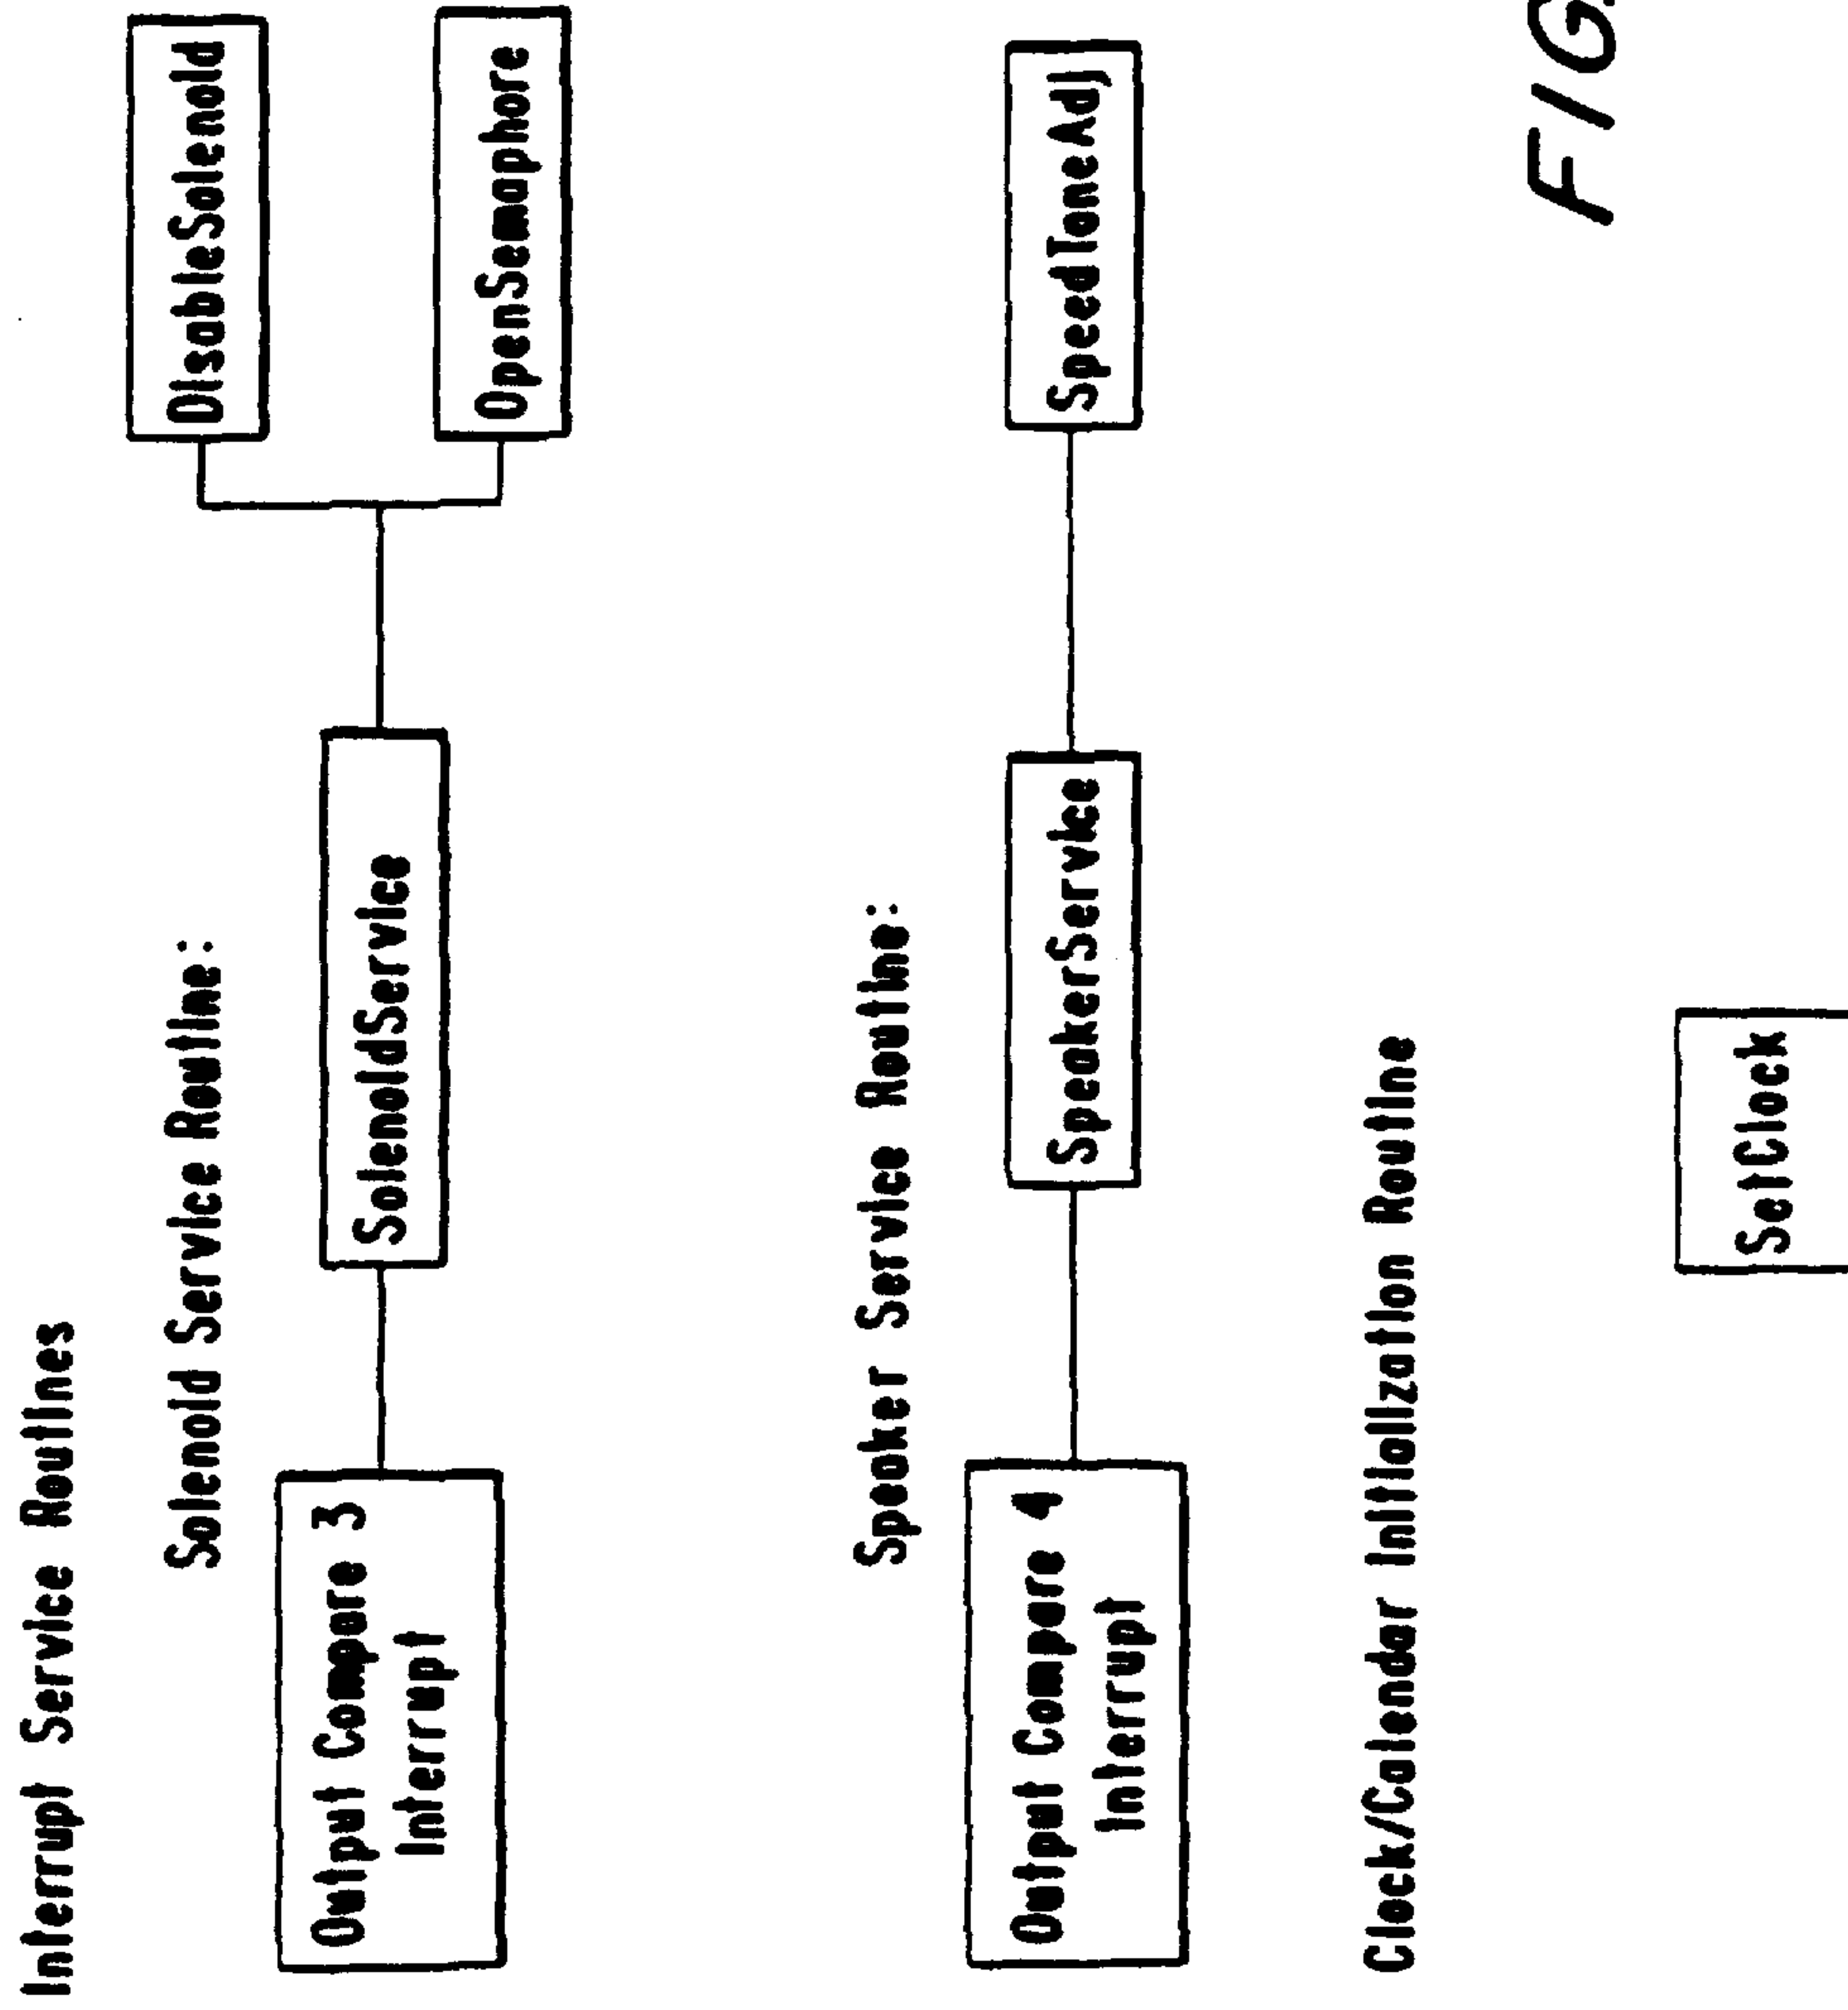 Interrupt Service Routines
Solenoid Service Routine:
Output Compare 3
Interrupt
SolenoidService
DisableSolenoid
OpenSemaphore
Speaker Service Routine:
Output Compare 4
Interrupt
SpeakerService
SpeedToneAdj
Clock/Calendar Initialization Routine
SetClock
FIG.